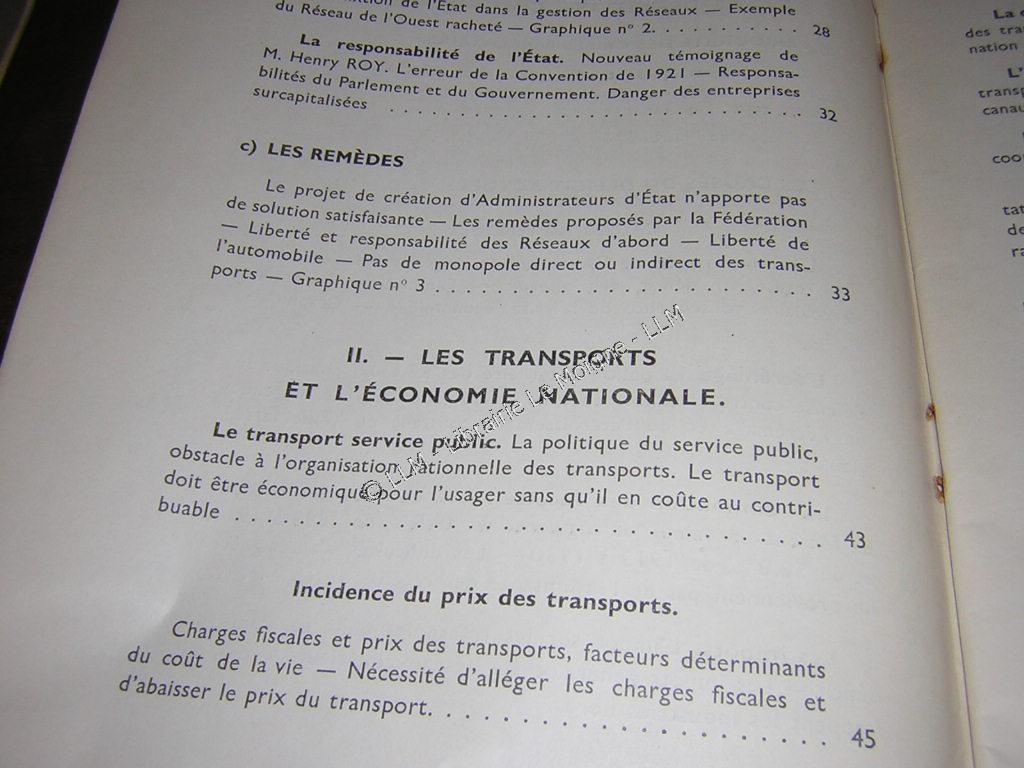 de l'État dans la gestion des Réseaux — Exemple
du Réseau de l'Ouest racheté — Graphique n° 2. . . . . . . . . . . 28
La responsabilité de l'État. Nouveau témoignage de
M. Henry ROY. L'erreur de la Convention de 1921 — Responsa-
bilités du Parlement et du Gouvernement. Danger des entreprises
surcapitalisées . . . . . . . . . . . . . . . . . . . . . . . . . . . 32
c) LES REMÈDES
Le projet de création d'Administrateurs d'État n'apporte pas
de solution satisfaisante — Les remèdes proposés par la Fédération
— Liberté et responsabilité des Réseaux d'abord — Liberté de
l'automobile — Pas de monopole direct ou indirect des trans-
ports — Graphique n° 3 . . . . . . . . . . . . . . . . . . . . . 33
II. — LES TRANSPORTS
ET L'ÉCONOMIE NATIONALE.
Le transport service public. La politique du service public,
obstacle à l'organisation rationnelle des transports. Le transport
doit être économique pour l'usager sans qu'il en coûte au contri-
buable . . . . . . . . . . . . . . . . . . . . . . . . . . . . 43
Incidence du prix des transports.
Charges fiscales et prix des transports, facteurs déterminants
du coût de la vie — Nécessité d'alléger les charges fiscales et
d'abaisser le prix du transport. . . . . . . . . . . . . . . . . . 45
© LLM - Librairie Le Moigne - LLM
La
des
nation
L'
canau